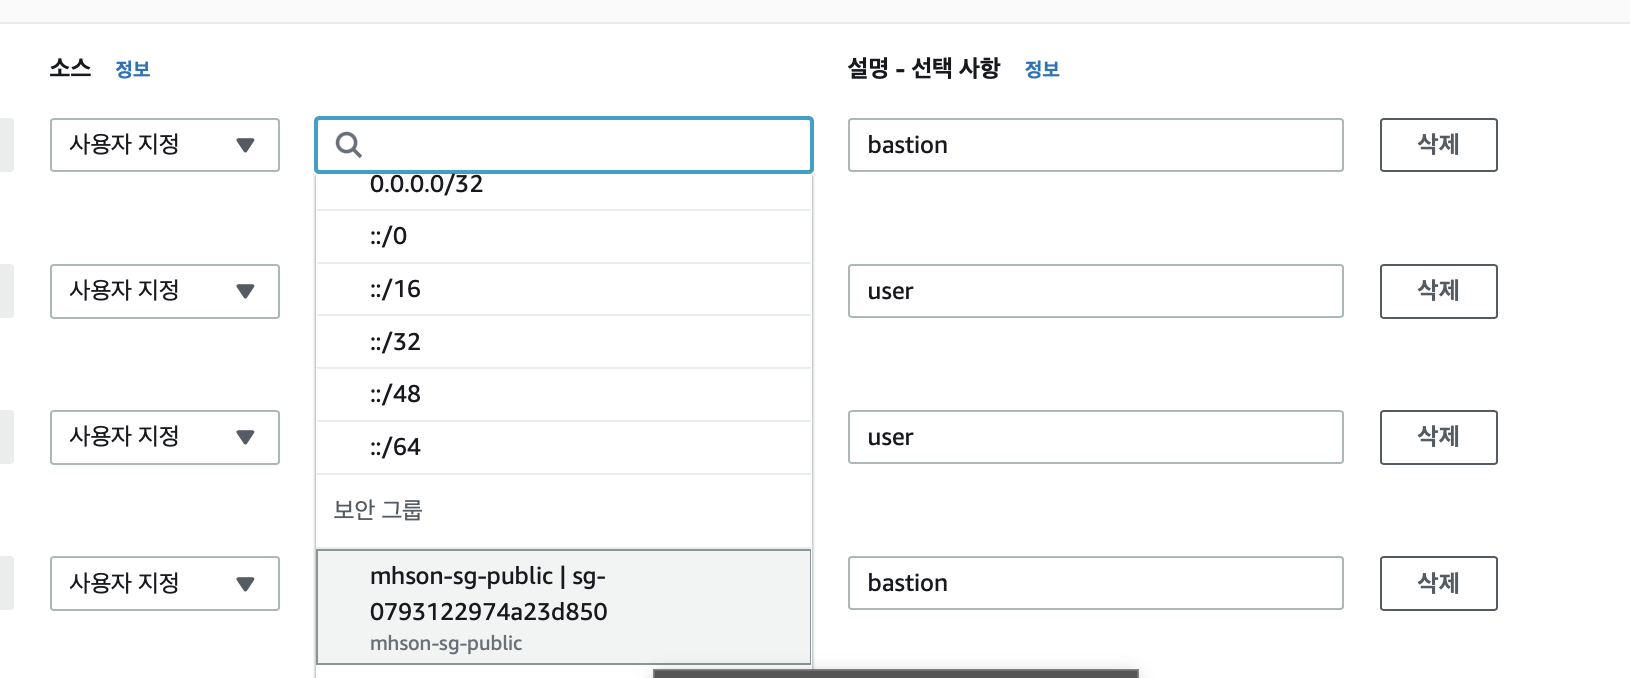 소스 정보
설명 - 선택 사항 정보
사용자 지정
bastion
삭제
0.0.0.0/32
::/0
::/16
::/32
::/48
::/64
보안 그룹
mhson-sg-public | sg-
0793122974a23d850
mhson-sg-public
사용자 지정
user
삭제
사용자 지정
user
삭제
사용자 지정
bastion
삭제